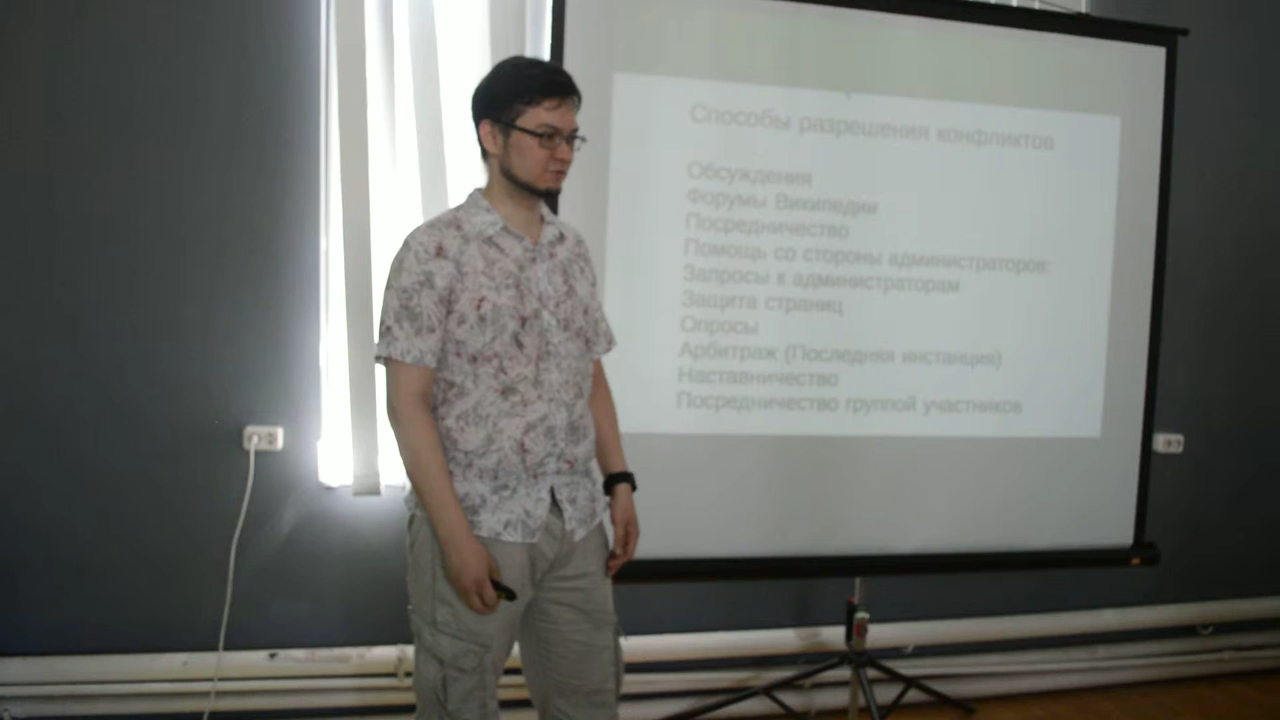 Способы разрешения конфликтов
Обсуждения
Форумы Википедии
Посредничество
Помощь со стороны администраторов:
Запросы к администраторам
Защита страниц
Опросы
Арбитраж (Последняя инстанция)
Наставничество
Посредничество группой участников